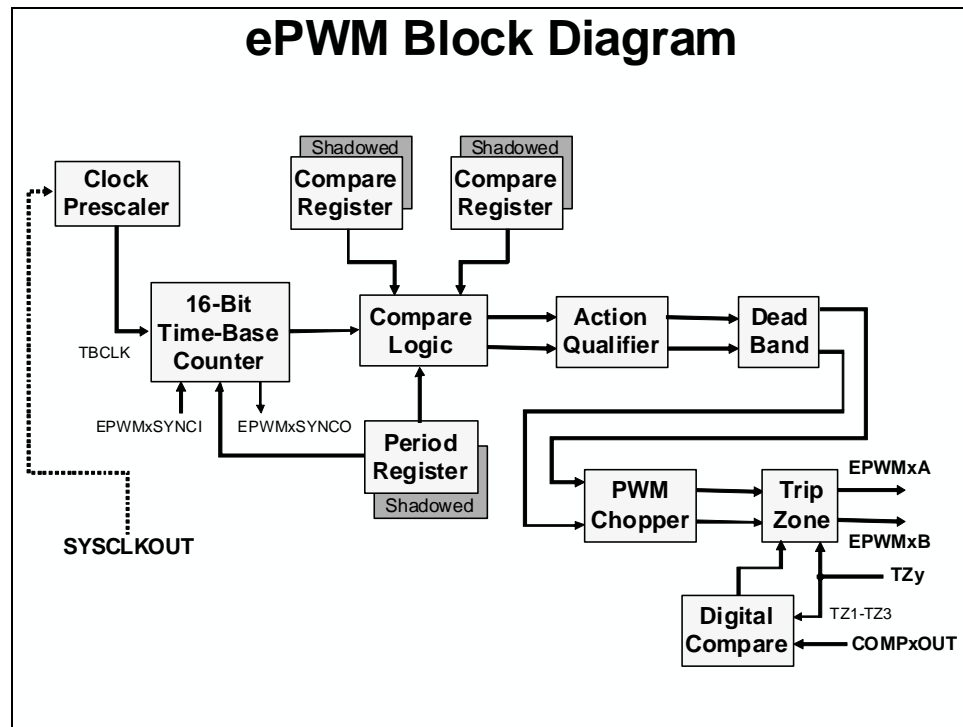 ePWM Block Diagram
Shadowed
Compare
Register
Shadowed
Compare
Register
Clock
Prescaler
16-Bit
Time-Base
Counter
Compare
Logic
Action
Qualifier
Dead
Band
TBCLK
EPWMxSYNCI
EPWMxSYNCO
Period
Register
Shadowed
SYSCLKOUT
PWM
Chopper
Trip
Zone
EPWMxA
EPWMxB
TZy
TZ1-TZ3
Digital
Compare
COMPxOUT